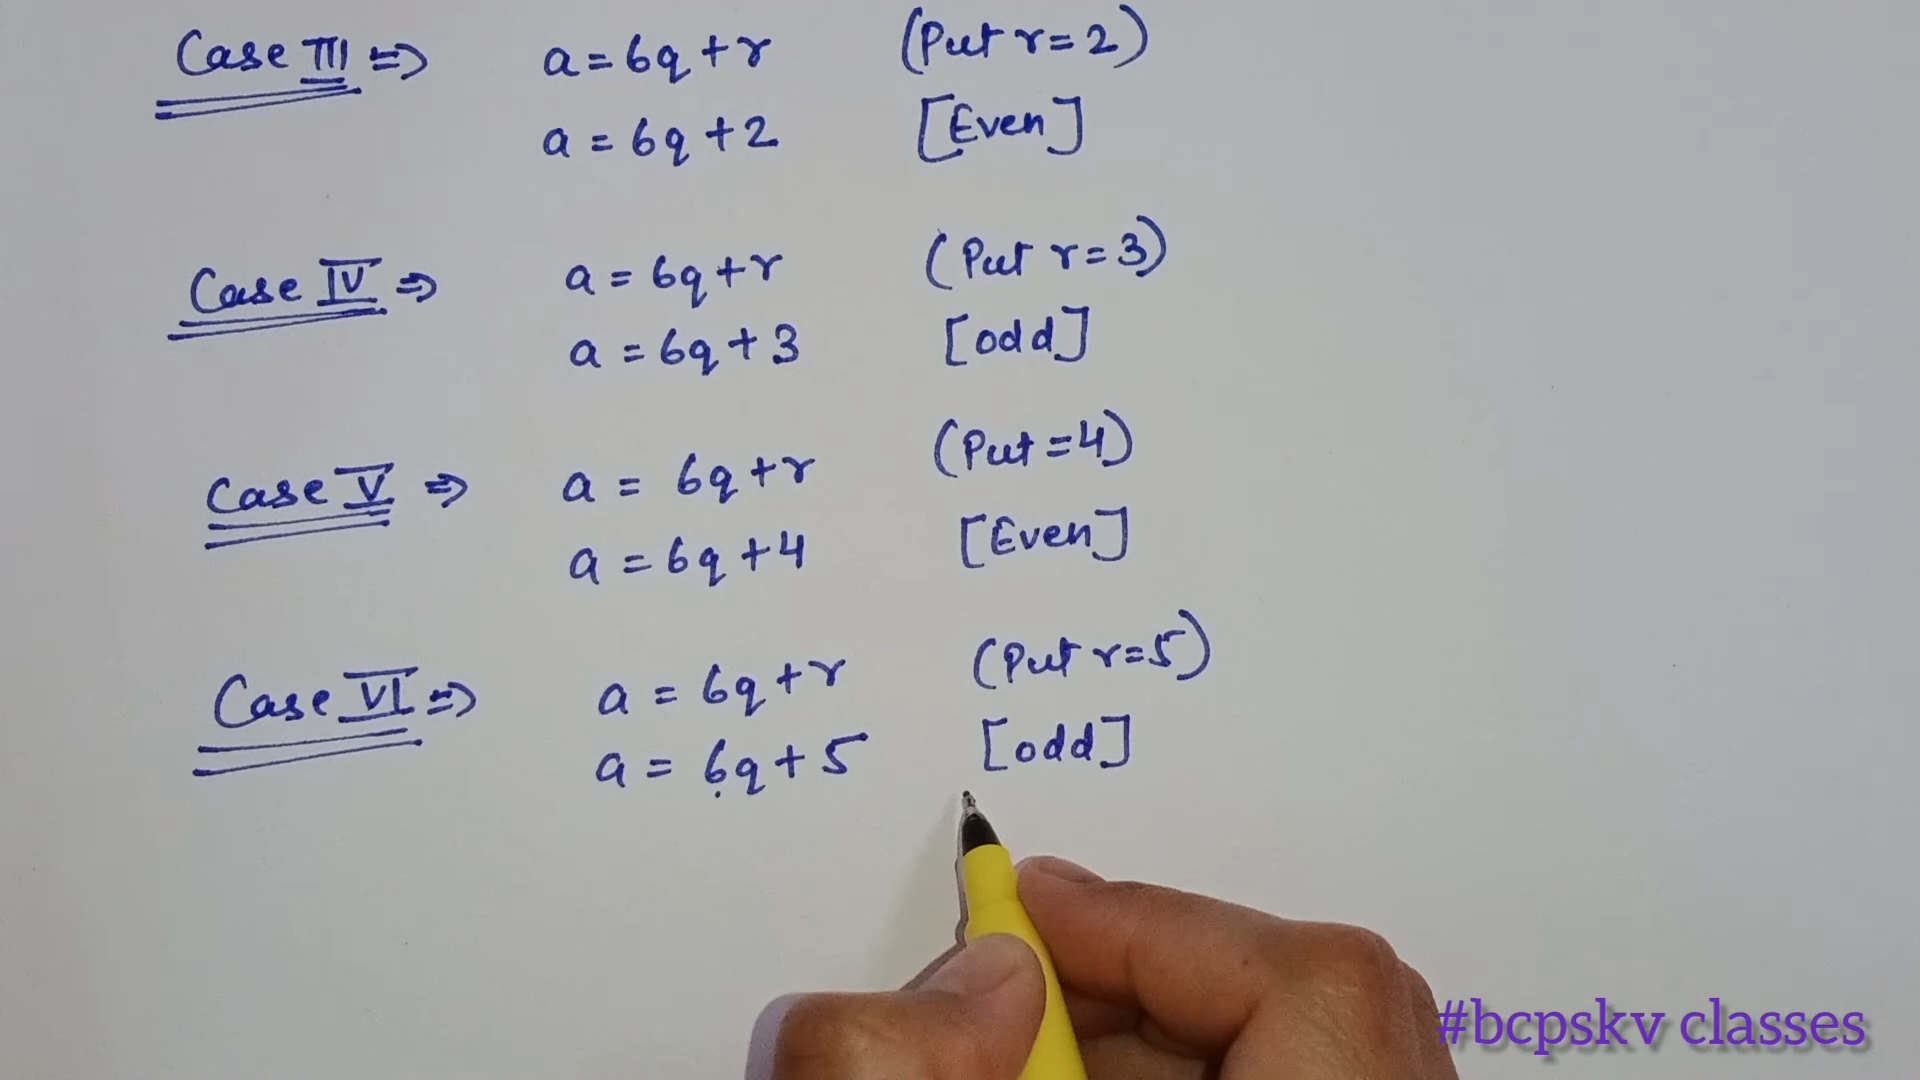 Case III => a = 6q + r (Put r = 2)
a = 6q + 2 [Even]
Case IV => a = 6q + r (Put r = 3)
a = 6q + 3 [odd]
Case V => a = 6q + r (Put = 4)
a = 6q + 4 [Even]
Case VI => a = 6q + r (Put r = 5)
a = 6q + 5 [odd]
#bcpskv classes